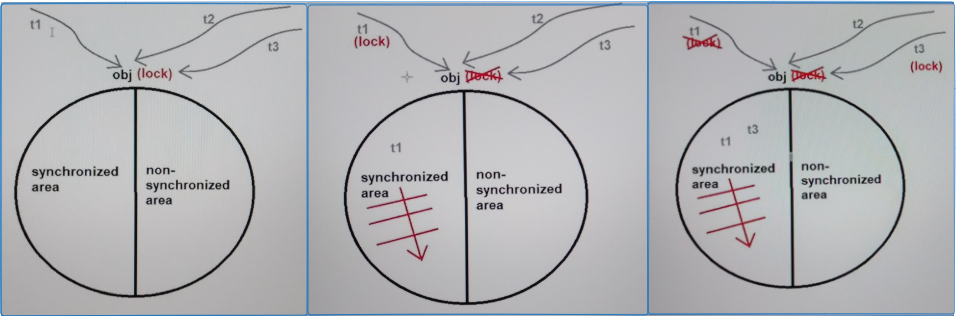 t1
t2
t3
obj (lock)
synchronized
area
non-
synchronized
area
t1
(lock)
t2
t3
obj (lock)
t1
synchronized
area
non-
synchronized
area
t1
(lock)
t2
t3
(lock)
obj (lock)
t1 t3
synchronized
area
non-
synchronized
area